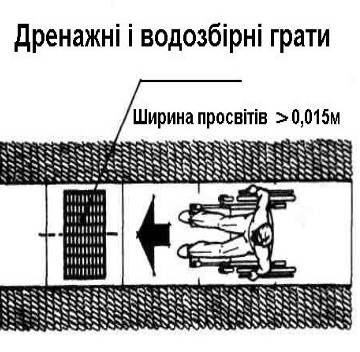 Дренажні і водозбірні грати
Ширина просвітів > 0,015м